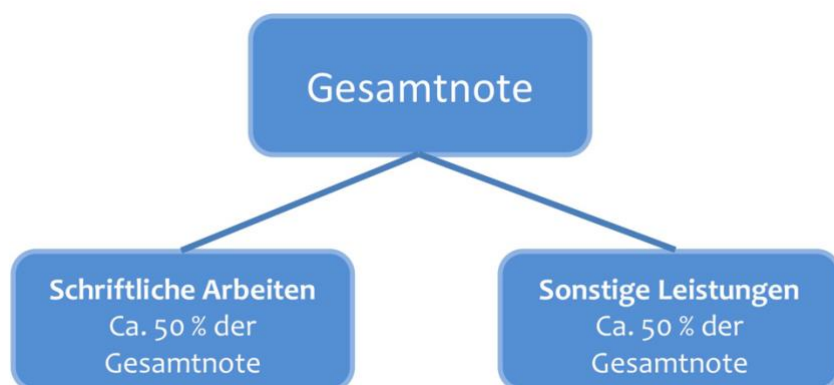 Gesamtnote
Schriftliche Arbeiten
Ca. 50 % der
Gesamtnote
Sonstige Leistungen
Ca. 50 % der
Gesamtnote